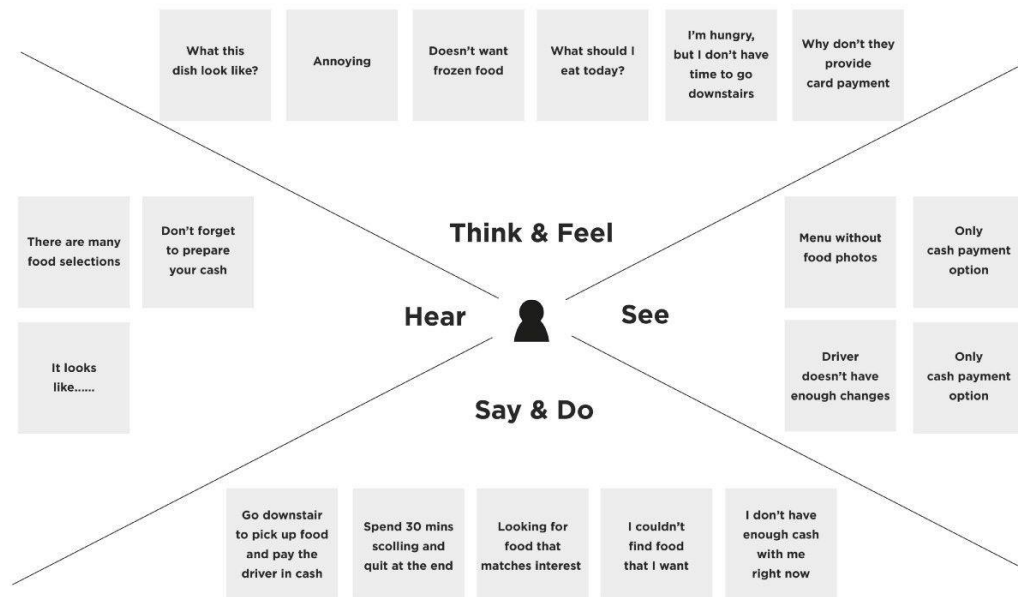 What this
dish look like?
Annoying
Doesn't want
frozen food
What should I
eat today?
I'm hungry,
but I don't have
time to go
downstairs
Why don't they
provide
card payment
Think & Feel
There are many
food selections
Don't forget
to prepare
your cash
It looks
like......
Hear
See
Menu without
food photos
Only
cash payment
option
Driver
doesn't have
enough changes
Only
cash payment
option
Say & Do
Go downstair
to pick up food
and pay the
driver in cash
Spend 30 mins
scolling and
quit at the end
Looking for
food that
matches interest
I couldn't
find food
that I want
I don't have
enough cash
with me
right now